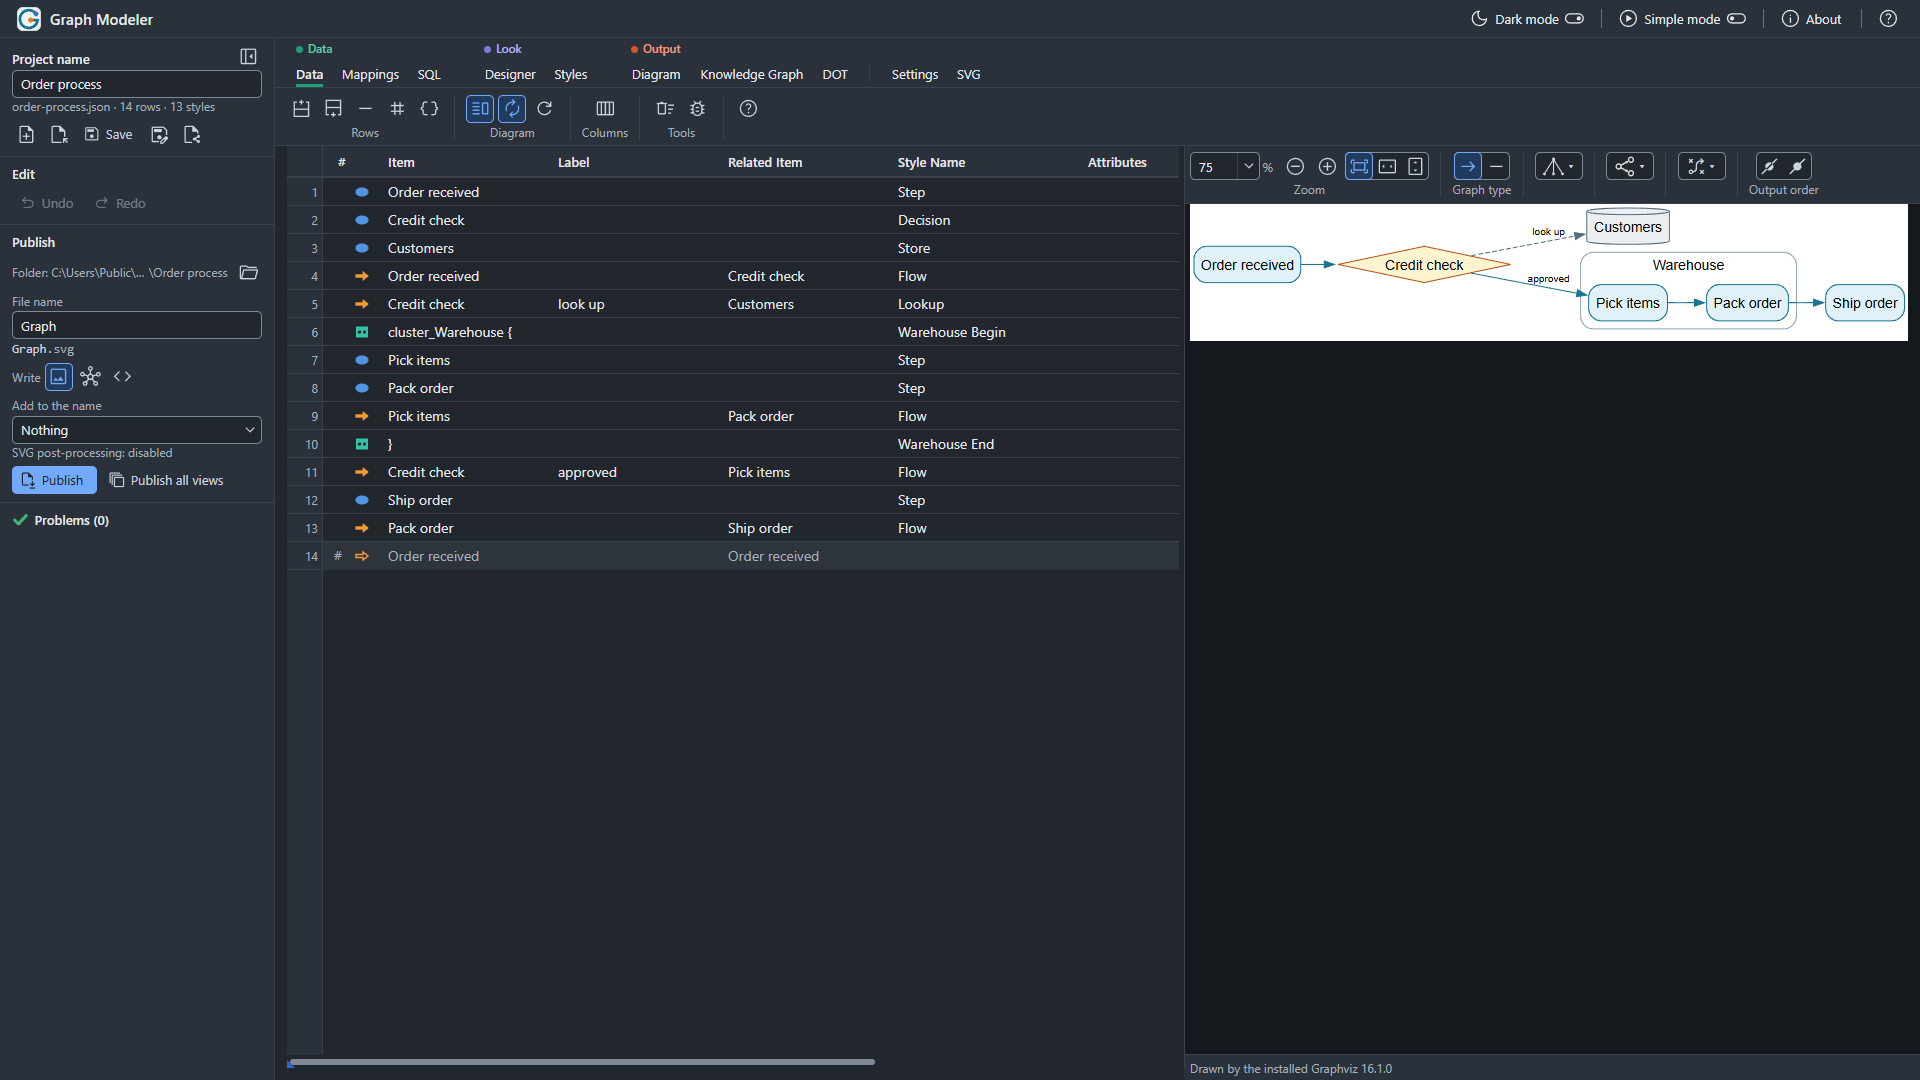 Graph Modeler
Dark mode
Simple mode
About
Project name
Order process
order-process.json · 14 rows · 13 styles
Save
Edit
Undo
Redo
Publish
Folder: C:\Users\Public\... \Order process
File name
Graph
Graph.svg
Write
Add to the name
Nothing
SVG post-processing: disabled
Publish
Publish all views
Problems (0)
Data
Look
Output
Data
Mappings
SQL
Designer
Styles
Diagram
Knowledge Graph
DOT
Settings
SVG
Rows
Diagram
Columns
Tools
# Item Label Related Item Style Name Attributes
1 Order received Step
2 Credit check Decision
3 Customers Store
4 Order received Credit check Flow
5 Credit check look up Customers Lookup
6 cluster_Warehouse { Warehouse Begin
7 Pick items Step
8 Pack order Step
9 Pick items Pack order Flow
10 } Warehouse End
11 Credit check approved Pick items Flow
12 Ship order Step
13 Pack order Ship order Flow
14 # Order received Order received
75 %
Zoom
Graph type
Output order
Customers
look up
Order received
Credit check
Warehouse
approved
Pick items
Pack order
Ship order
Drawn by the installed Graphviz 16.1.0